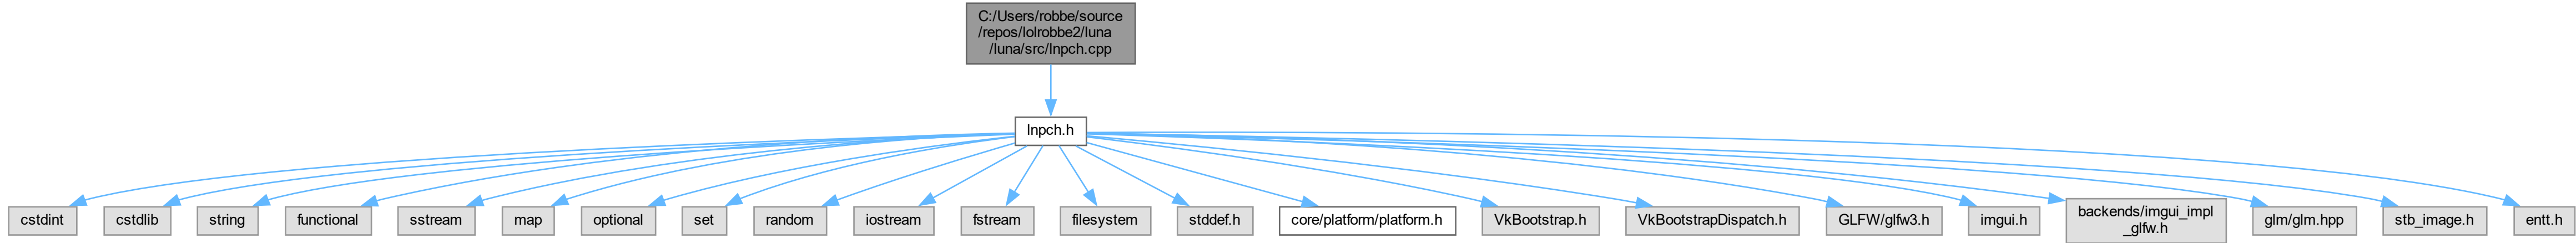 C:/Users/robbe/source
/repos/lolrobbe2/luna
/luna/src/lnpch.cpp
lnpch.h
cstdint
cstdlib
string
functional
sstream
map
optional
set
random
iostream
fstream
filesystem
stddef.h
core/platform/platform.h
VkBootstrap.h
VkBootstrapDispatch.h
GLFW/glfw3.h
imgui.h
backends/imgui_impl
_glfw.h
glm/glm.hpp
stb_image.h
entt.h